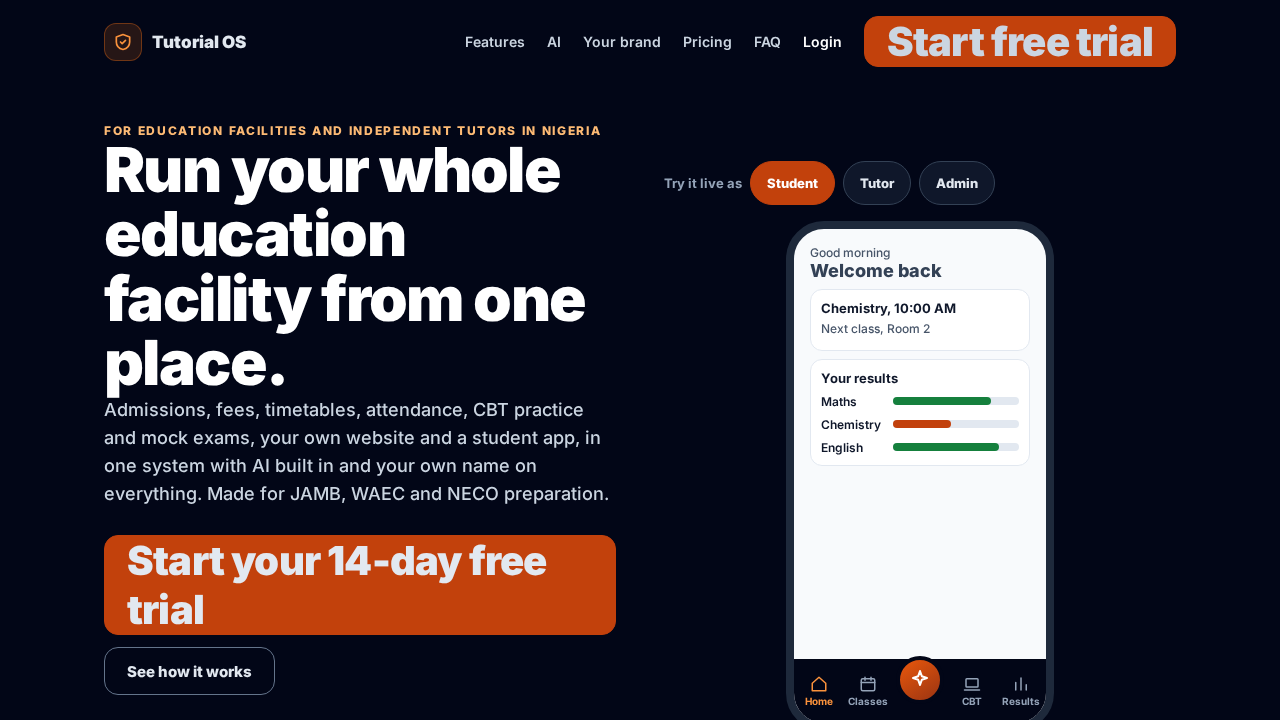 Tutorial OS
Features
AI
Your brand
Pricing
FAQ
Login
Start free trial
FOR EDUCATION FACILITIES AND INDEPENDENT TUTORS IN NIGERIA
Run your whole
education
facility from one
place.
Admissions, fees, timetables, attendance, CBT practice
and mock exams, your own website and a student app, in
one system with AI built in and your own name on
everything. Made for JAMB, WAEC and NECO preparation.
Start your 14-day free
trial
See how it works
Try it live as
Student
Tutor
Admin
Good morning
Welcome back
Chemistry, 10:00 AM
Next class, Room 2
Your results
Maths
Chemistry
English
Home
Classes
CBT
Results